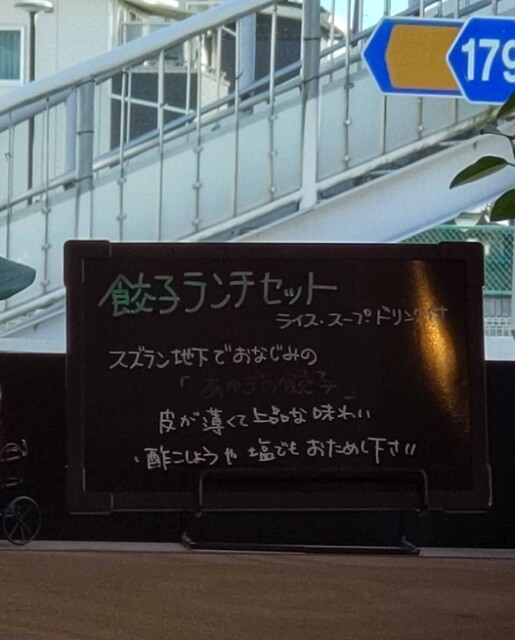 179
餃子ランチセット
ライス・スープ・ドリンク付
スズラン地下でおなじみの
「あかぎの餃子」
皮が薄くて上品な味わい
酢こしょうや塩でもおためし下さい